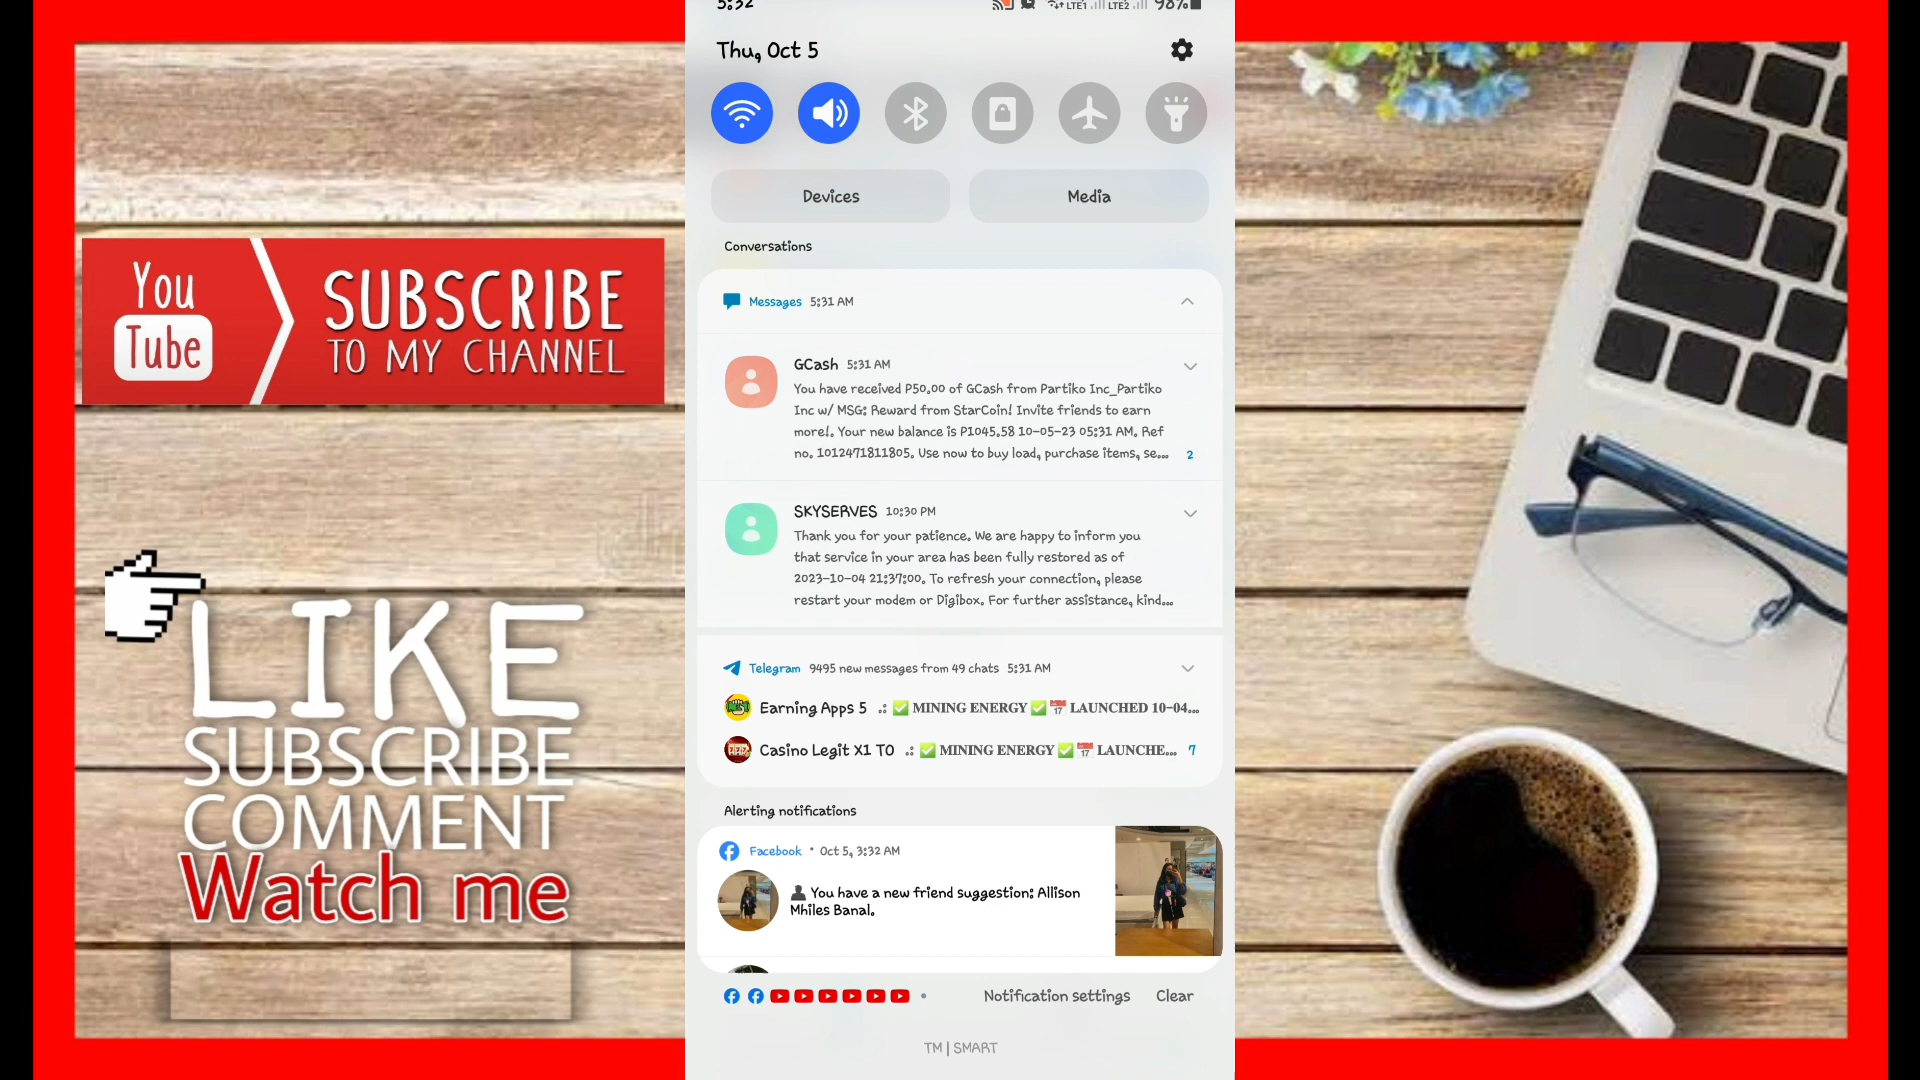 You
Tube
SUBSCRIBE
TO MY CHANNEL
LIKE
SUBSCRIBE
COMMENT
Watch me
5:32
LTE1 LTE2 98%
Thu, Oct 5
Devices
Media
Conversations
Messages 5:31 AM
GCash 5:31 AM
You have received P50.00 of GCash from Partiko Inc_Partiko
Inc w/ MSG: Reward from StarCoin! Invite friends to earn
more!. Your new balance is P1045.58 10-05-23 05:31 AM. Ref
no. 1012471811805. Use now to buy load, purchase items, se... 2
SKYSERVES 10:30 PM
Thank you for your patience. We are happy to inform you
that service in your area has been fully restored as of
2023-10-04 21:37:00. To refresh your connection, please
restart your modem or Digibox. For further assistance, kind...
Telegram 9495 new messages from 49 chats 5:31 AM
Earning Apps 5 .: ✅ MINING ENERGY ✅ 📅 LAUNCHED 10-04...
Casino Legit X1 TO .: ✅ MINING ENERGY ✅ 📅 LAUNCHE... 7
Alerting notifications
Facebook • Oct 5, 3:32 AM
👤 You have a new friend suggestion: Allison
Mhiles Banal.
Notification settings
Clear
TM | SMART